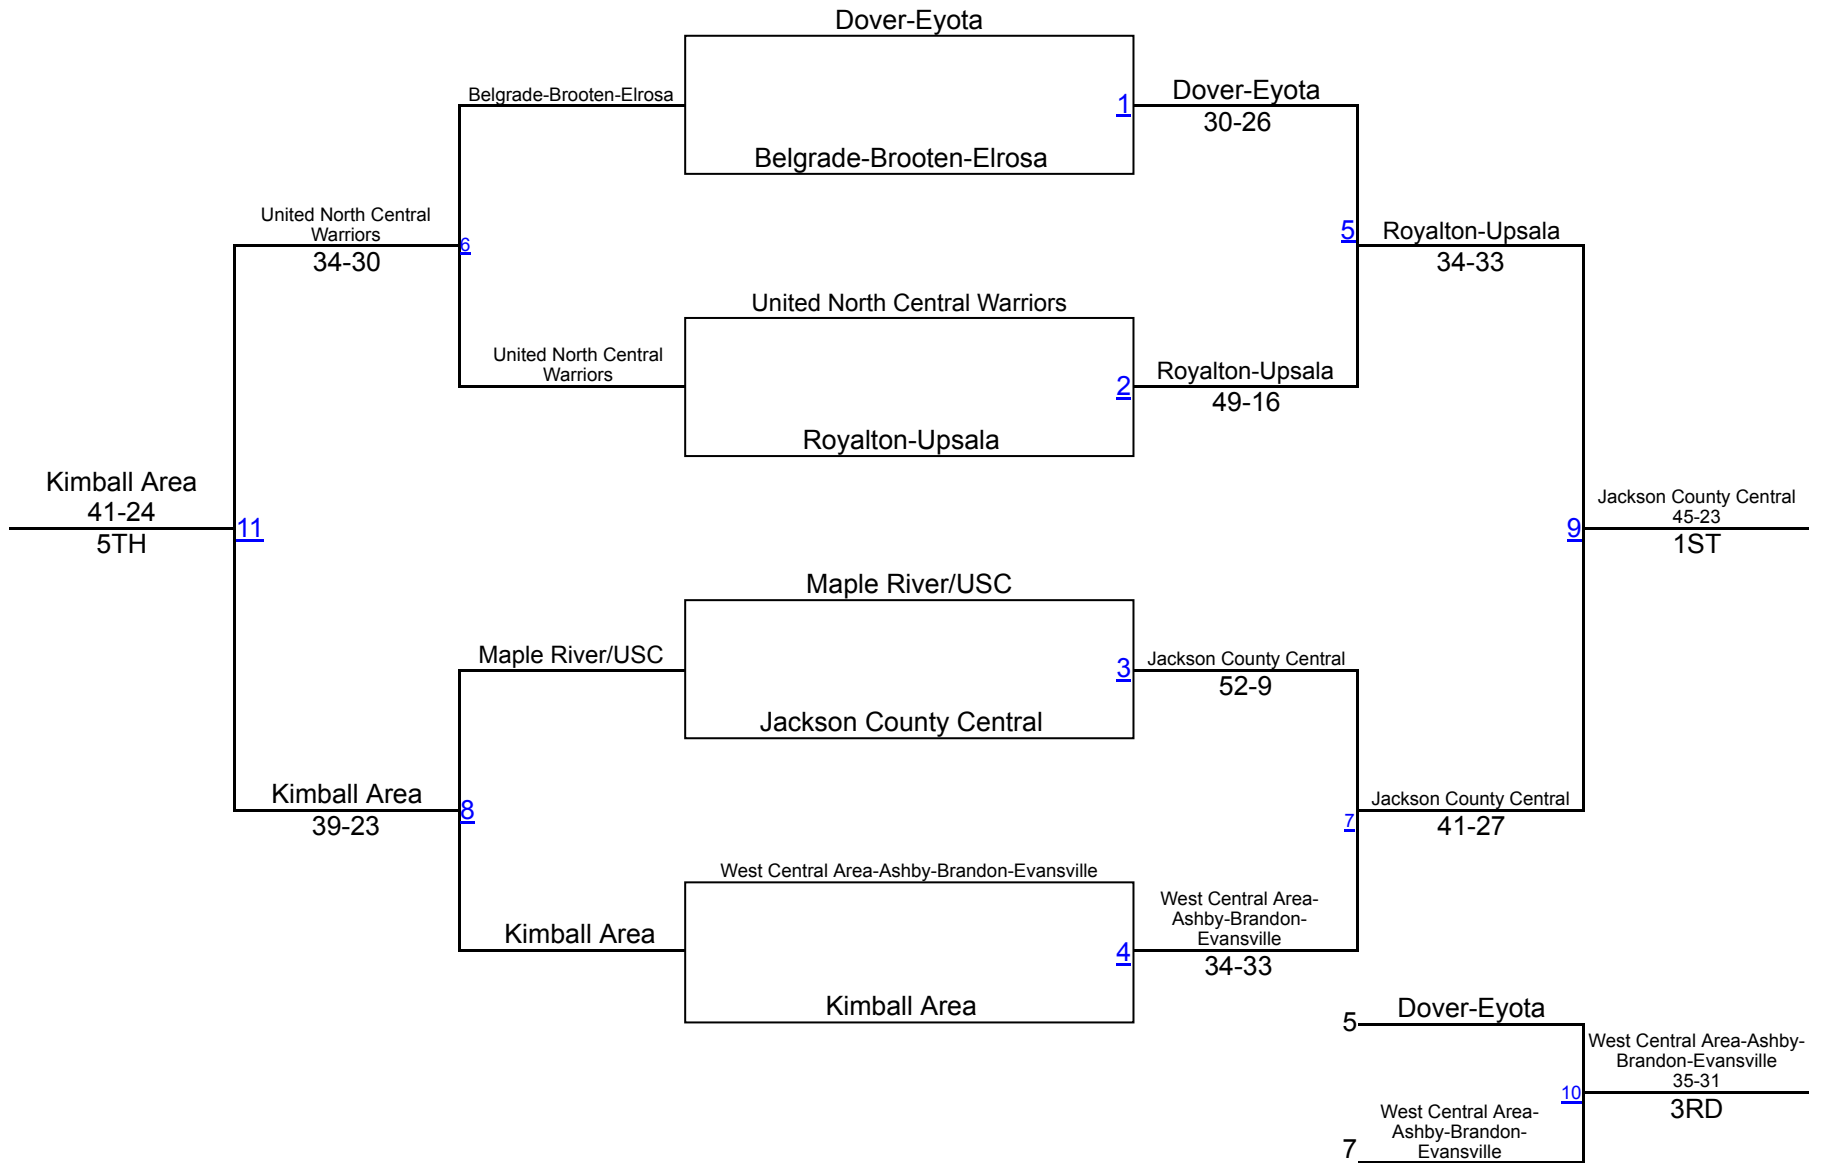 Dover-Eyota
Belgrade-Brooten-Elrosa
1
Dover-Eyota
30-26
Belgrade-Brooten-Elrosa
United North Central
Warriors
34-30
6
5
Royalton-Upsala
34-33
United North Central Warriors
United North Central
Warriors
2
Royalton-Upsala
49-16
Royalton-Upsala
Kimball Area
41-24
5TH
11
9
Jackson County Central
45-23
1ST
Maple River/USC
Maple River/USC
3
Jackson County Central
52-9
Jackson County Central
Kimball Area
39-23
8
7
Jackson County Central
41-27
West Central Area-Ashby-Brandon-Evansville
Kimball Area
4
West Central Area-
Ashby-Brandon-
Evansville
34-33
Kimball Area
5
Dover-Eyota
10
West Central Area-Ashby-
Brandon-Evansville
35-31
3RD
7
West Central Area-
Ashby-Brandon-
Evansville